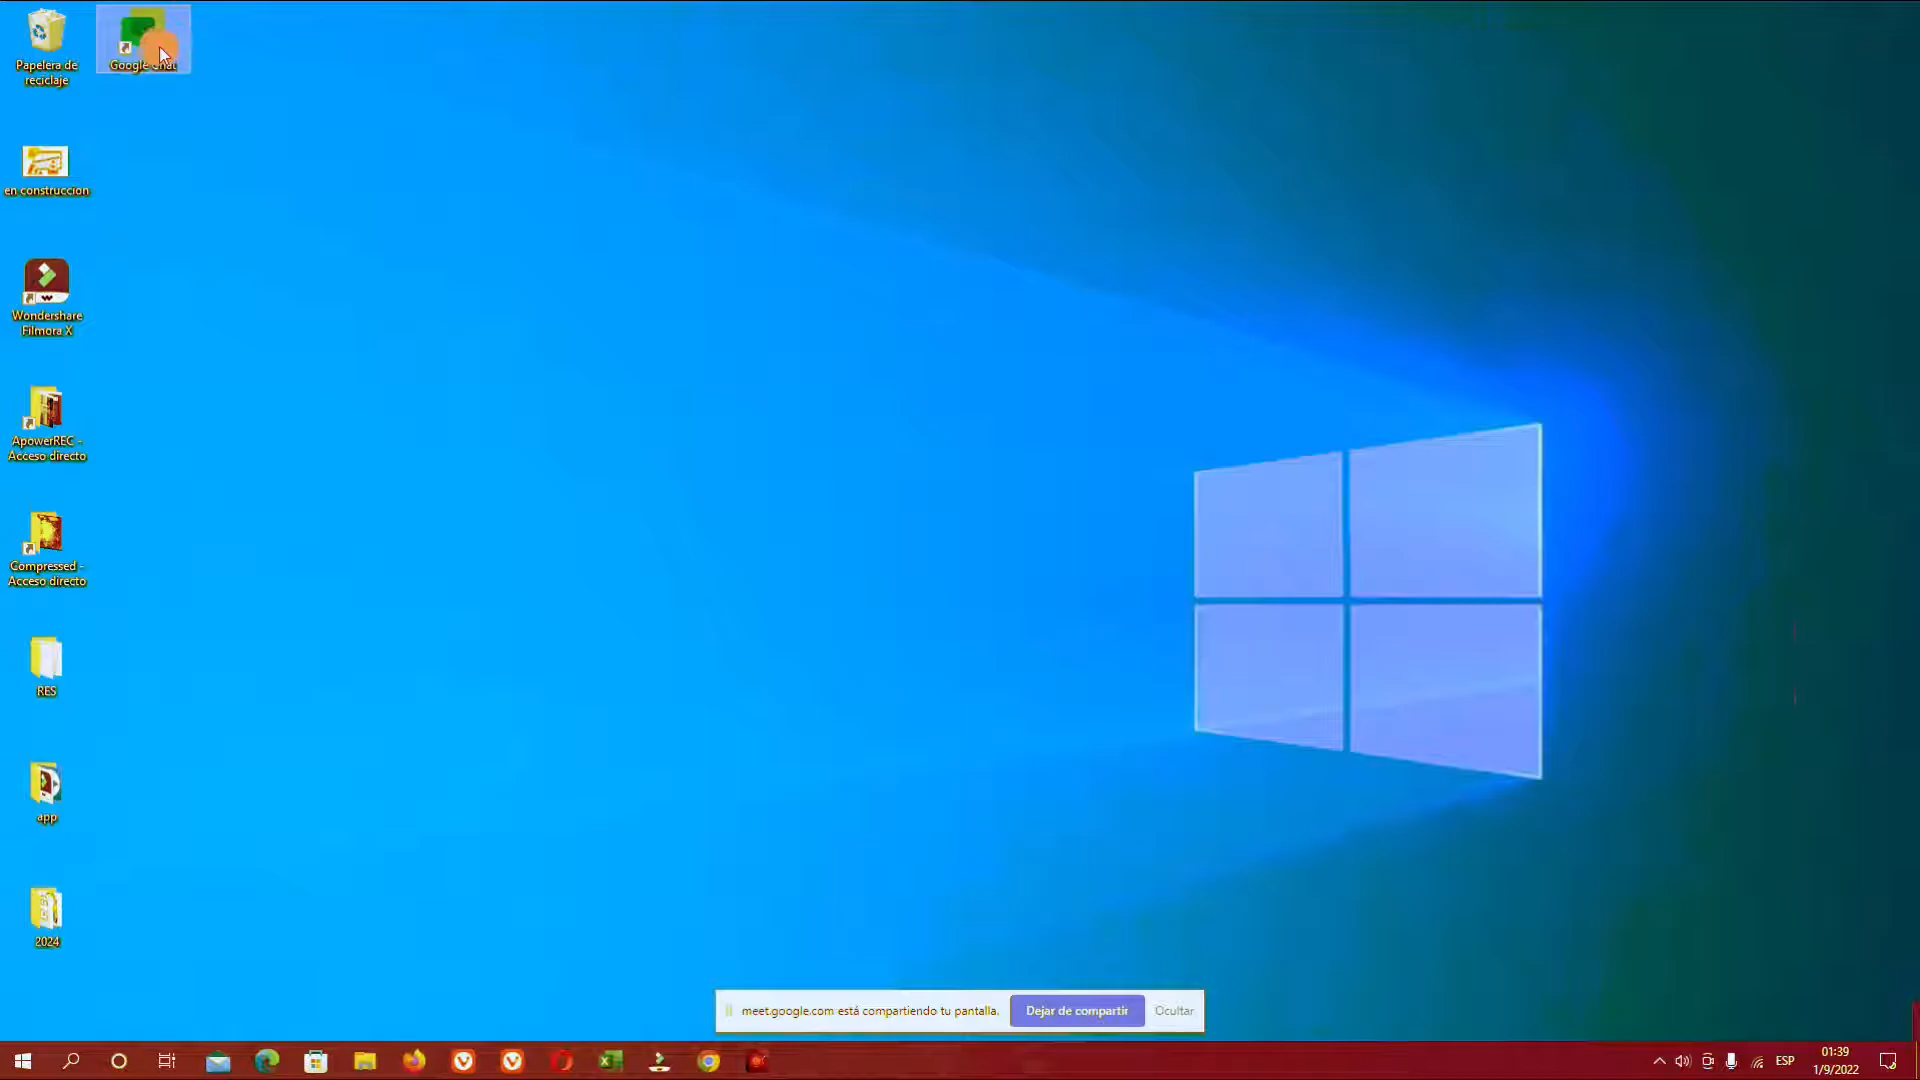 Papelera de
reciclaje
Google Chat
en construccion
Wondershare
Filmora X
ApowerREC -
Acceso directo
Compressed -
Acceso directo
RES
app
2024
meet.google.com está compartiendo tu pantalla.
Dejar de compartir
Ocultar
ESP
01:39
1/9/2022